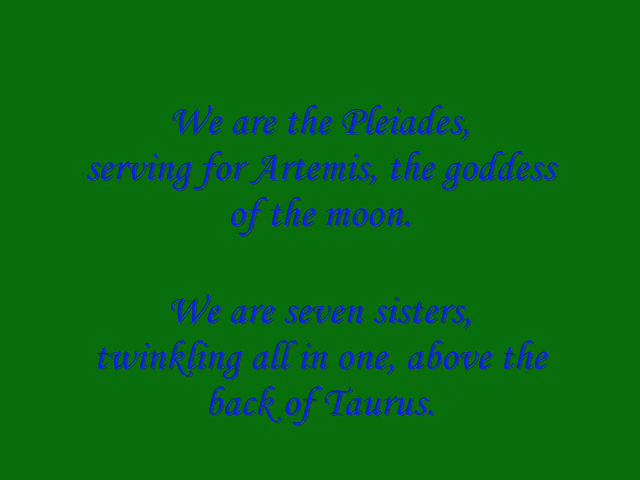 We are the Pleiades,
serving for Artemis, the goddess
of the moon.
We are seven sisters,
twinkling all in one, above the
back of Taurus.